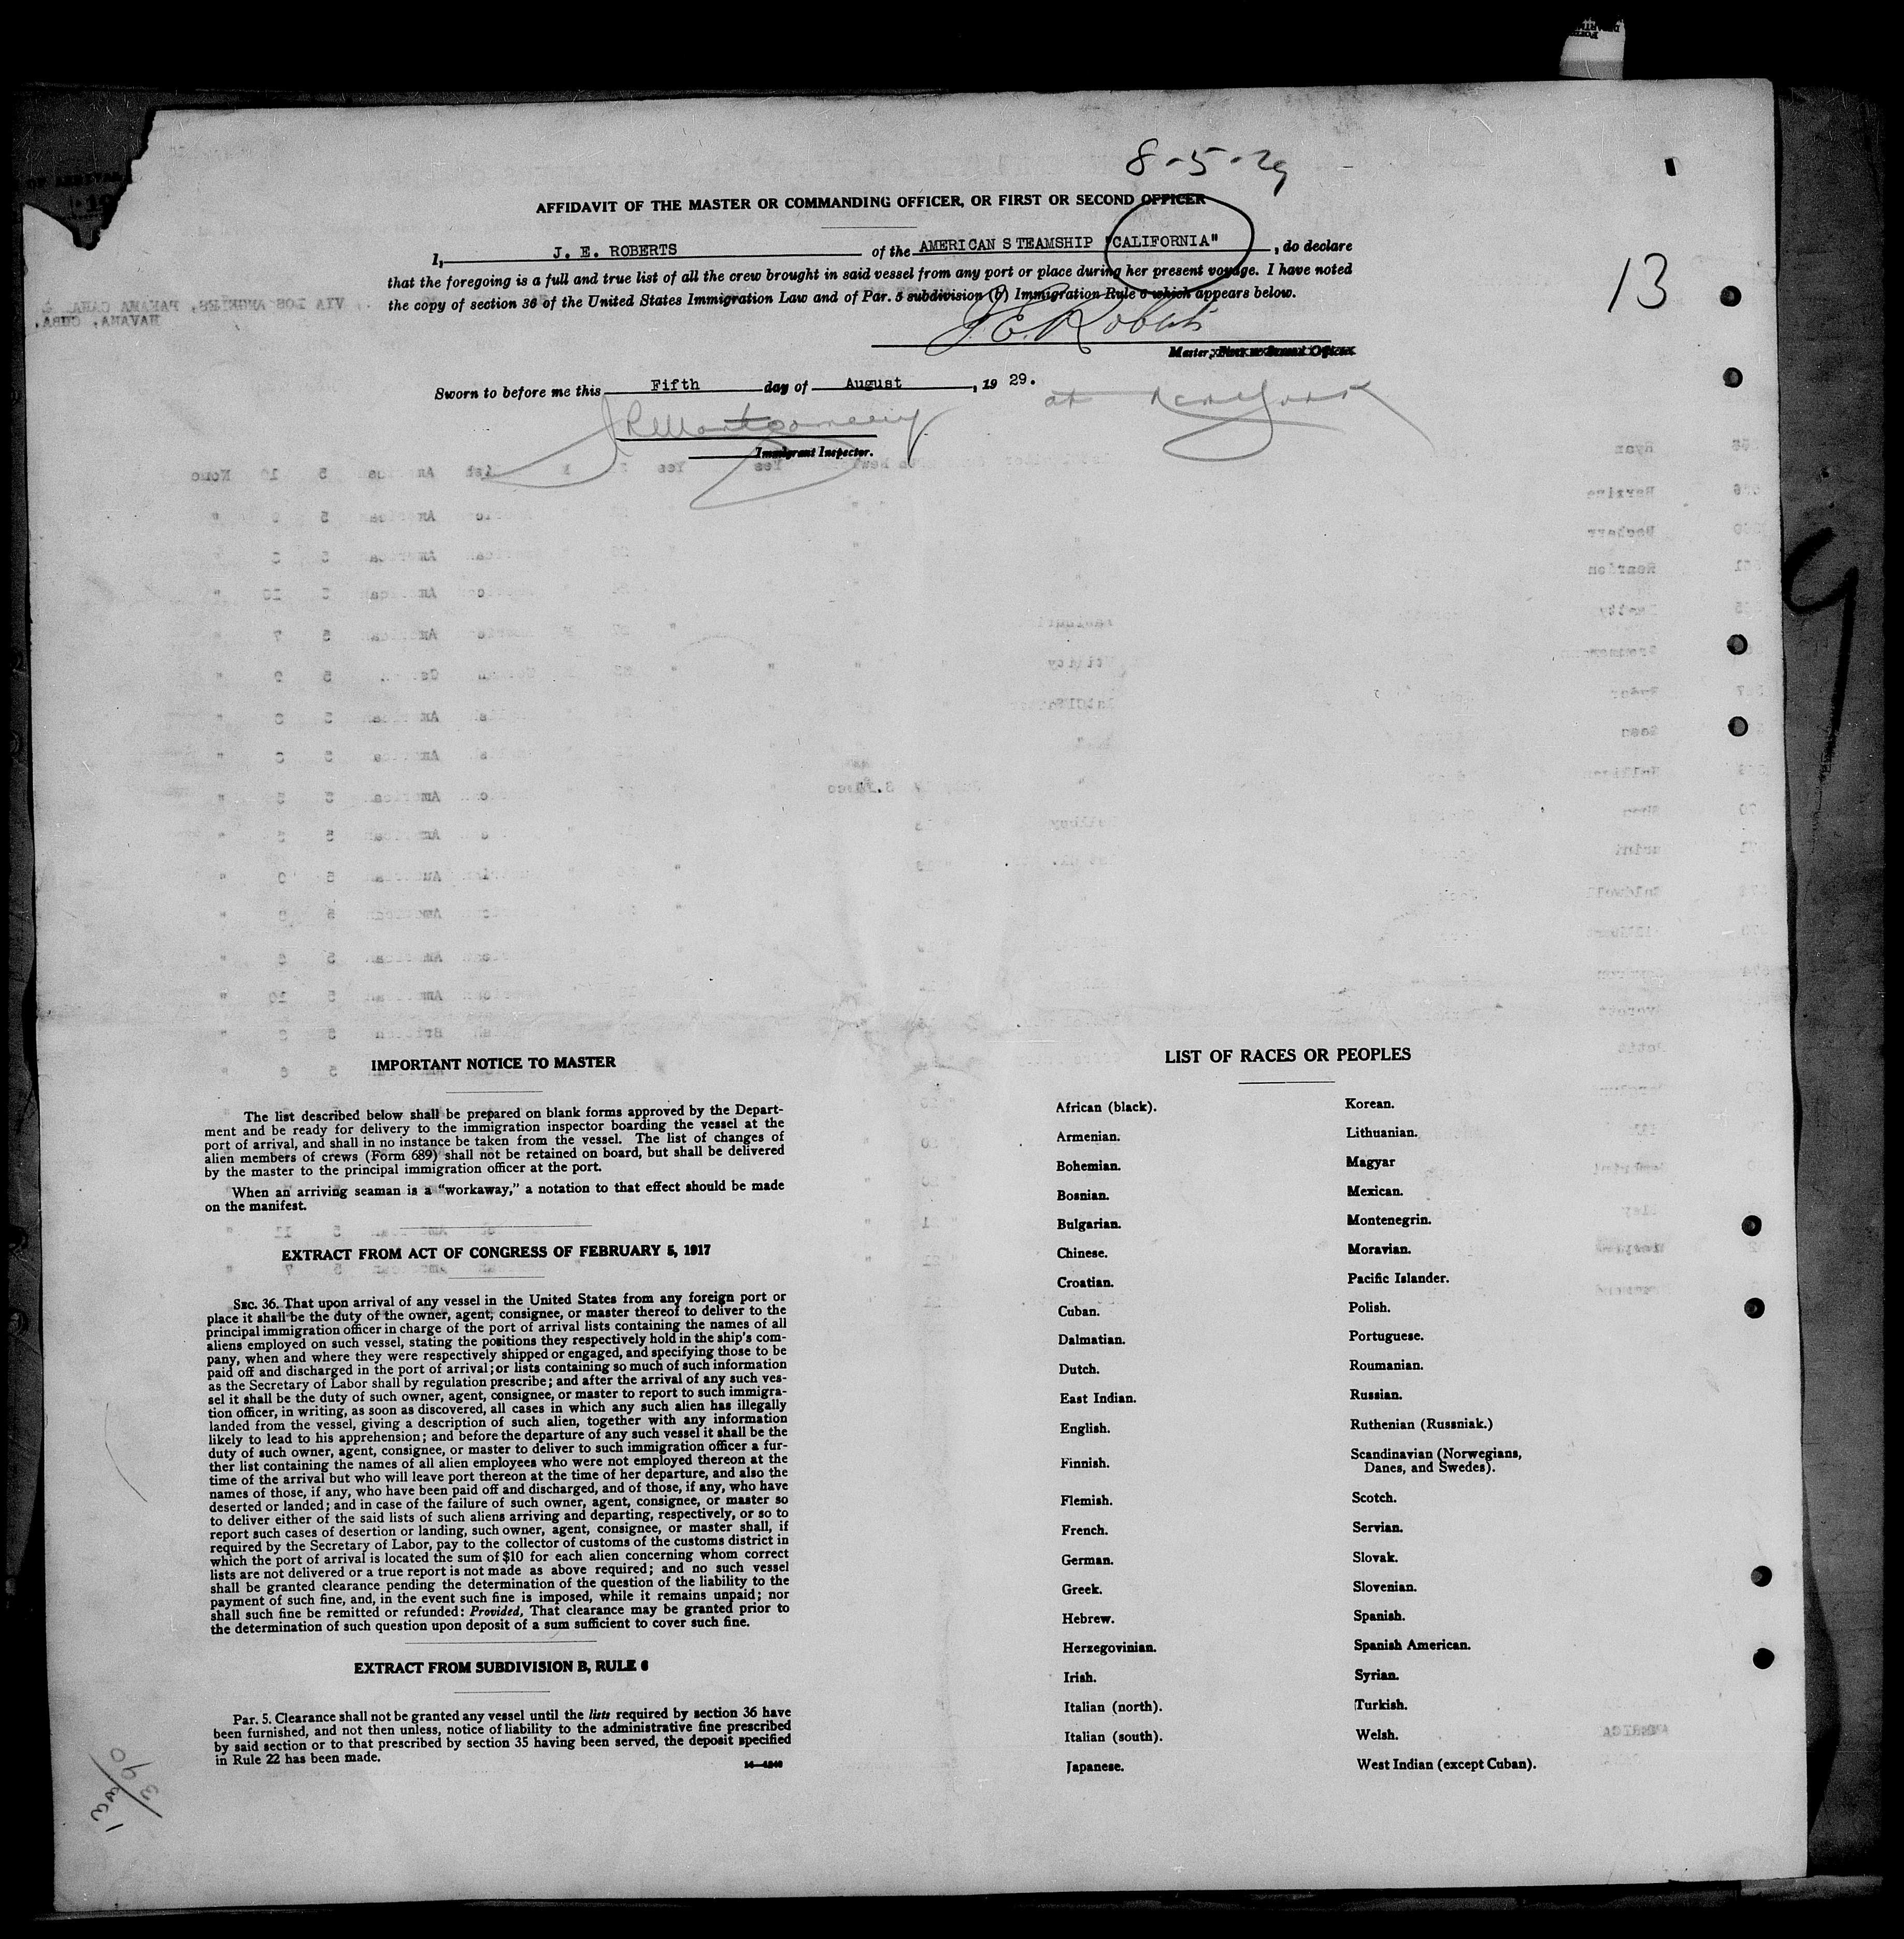 8-5-29
AFFIDAVIT OF THE MASTER OR COMMANDING OFFICER, OR FIRST OR SECOND OFFICER
I, J. E. ROBERTS of the AMERICAN STEAMSHIP "CALIFORNIA" , do declare
that the foregoing is a full and true list of all the crew brought in said vessel from any port or place during her present voyage. I have noted
the copy of section 36 of the United States Immigration Law and of Par. 5 subdivision (b) Immigration Rule 6 which appears below.
13
J. E. Roberts
Master, First or Second Officer.
Sworn to before me this Fifth day of August , 19 29.
at New York
Immigrant Inspector.
IMPORTANT NOTICE TO MASTER
The list described below shall be prepared on blank forms approved by the Depart-
ment and be ready for delivery to the immigration inspector boarding the vessel at the
port of arrival, and shall in no instance be taken from the vessel. The list of changes of
alien members of crews (Form 689) shall not be retained on board, but shall be delivered
by the master to the principal immigration officer at the port.
When an arriving seaman is a "workaway," a notation to that effect should be made
on the manifest.
EXTRACT FROM ACT OF CONGRESS OF FEBRUARY 5, 1917
SEC. 36. That upon arrival of any vessel in the United States from any foreign port or
place it shall be the duty of the owner, agent, consignee, or master thereof to deliver to the
principal immigration officer in charge of the port of arrival lists containing the names of all
aliens employed on such vessel, stating the positions they respectively hold in the ship's com-
pany, when and where they were respectively shipped or engaged, and specifying those to be
paid off and discharged in the port of arrival; or lists containing so much of such information
as the Secretary of Labor shall by regulation prescribe; and after the arrival of any such ves-
sel it shall be the duty of such owner, agent, consignee, or master to report to such immigra-
tion officer, in writing, as soon as discovered, all cases in which any such alien has illegally
landed from the vessel, giving a description of such alien, together with any information
likely to lead to his apprehension; and before the departure of any such vessel it shall be the
duty of such owner, agent, consignee, or master to deliver to such immigration officer a fur-
ther list containing the names of all alien employees who were not employed thereon at the
time of the arrival but who will leave port thereon at the time of her departure, and also the
names of those, if any, who have been paid off and discharged, and of those, if any, who have
deserted or landed; and in case of the failure of such owner, agent, consignee, or master so
to deliver either of the said lists of such aliens arriving and departing, respectively, or so to
report such cases of desertion or landing, such owner, agent, consignee, or master shall, if
required by the Secretary of Labor, pay to the collector of customs of the customs district in
which the port of arrival is located the sum of $10 for each alien concerning whom correct
lists are not delivered or a true report is not made as above required; and no such vessel
shall be granted clearance pending the determination of the question of the liability to the
payment of such fine, and, in the event such fine is imposed, while it remains unpaid; nor
shall such fine be remitted or refunded: Provided, That clearance may be granted prior to
the determination of such question upon deposit of a sum sufficient to cover such fine.
EXTRACT FROM SUBDIVISION B, RULE 6
Par. 5. Clearance shall not be granted any vessel until the lists required by section 36 have
been furnished, and not then unless, notice of liability to the administrative fine prescribed
by said section or to that prescribed by section 35 having been served, the deposit specified
in Rule 22 has been made.
14—1240
LIST OF RACES OR PEOPLES
African (black).
Armenian.
Bohemian.
Bosnian.
Bulgarian.
Chinese.
Croatian.
Cuban.
Dalmatian.
Dutch.
East Indian.
English.
Finnish.
Flemish.
French.
German.
Greek.
Hebrew.
Herzegovinian.
Irish.
Italian (north).
Italian (south).
Japanese.
Korean.
Lithuanian.
Magyar
Mexican.
Montenegrin.
Moravian.
Pacific Islander.
Polish.
Portuguese.
Roumanian.
Russian.
Ruthenian (Russniak.)
Scandinavian (Norwegians,
Danes, and Swedes).
Scotch.
Servian.
Slovak.
Slovenian.
Spanish.
Spanish American.
Syrian.
Turkish.
Welsh.
West Indian (except Cuban).